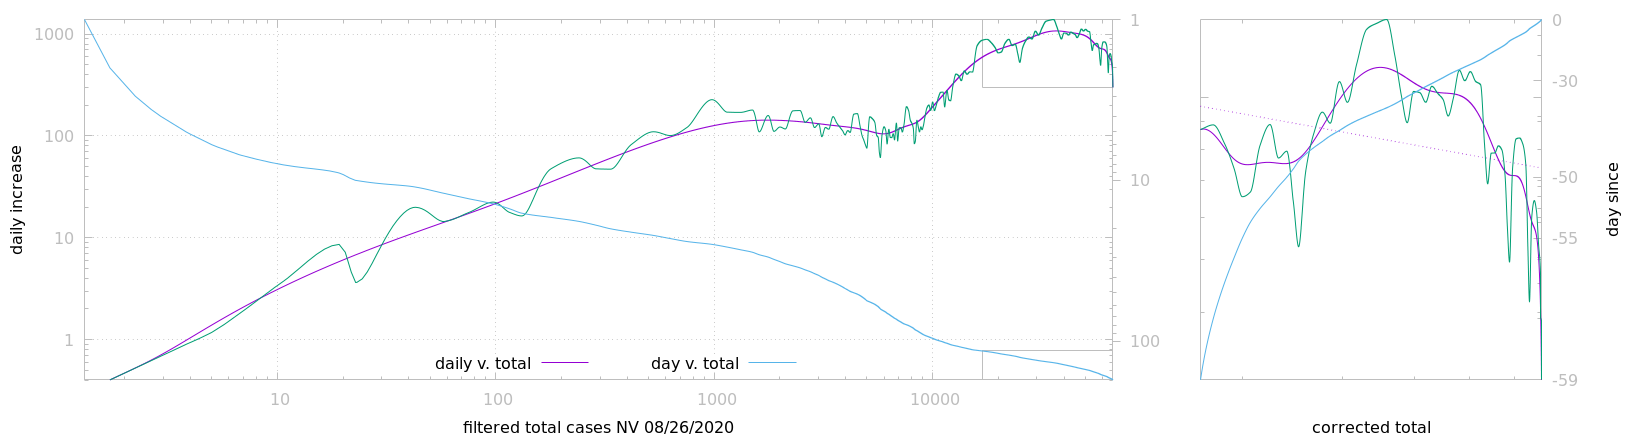 1000
100
10
1
daily increase
10
100
1000
10000
filtered total cases NV 08/26/2020
daily v. total
day v. total
1
10
100
0
-30
-50
-55
-59
day since
corrected total